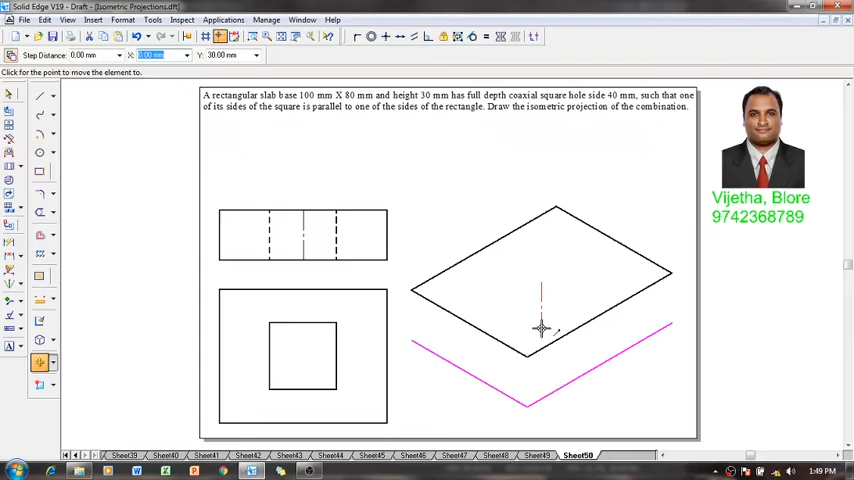 Solid Edge V19 - Draft - [Isometric Projections.dft]
File Edit View Insert Format Tools Inspect Applications Manage Window Help
Step Distance: 0.00 mm X: 0.00 mm Y: 30.00 mm
Click for the point to move the element to.
A rectangular slab base 100 mm X 80 mm and height 30 mm has full depth coaxial square hole side 40 mm, such that one
of its sides of the square is parallel to one of the sides of the rectangle. Draw the isometric projection of the combination.
Vijetha, Blore
9742368789
Sheet39 Sheet40 Sheet41 Sheet42 Sheet43 Sheet44 Sheet45 Sheet46 Sheet47 Sheet48 Sheet49 Sheet50
1:49 PM